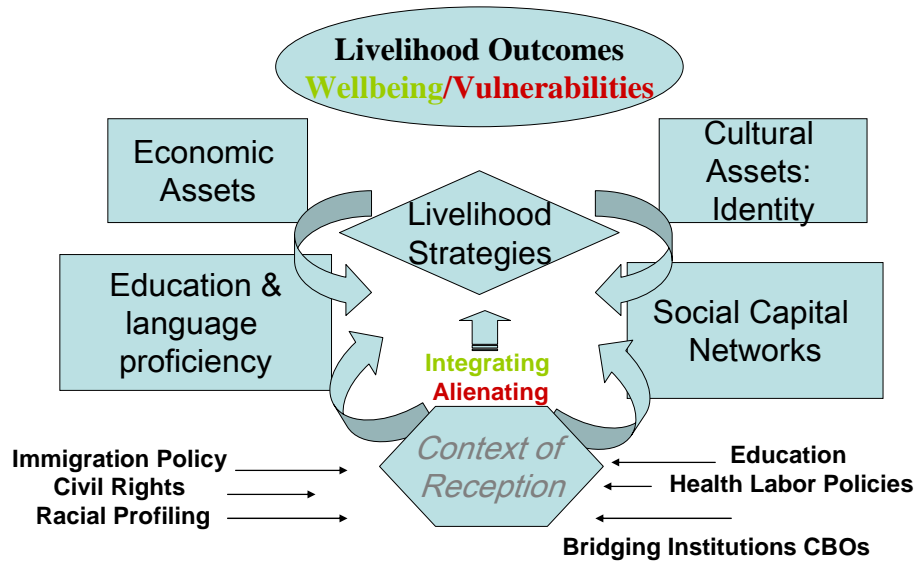 Livelihood Outcomes
Wellbeing/Vulnerabilities
Economic
Assets
Cultural
Assets:
Identity
Livelihood
Strategies
Education &
language
proficiency
Social Capital
Networks
Integrating
Alienating
Context of
Reception
Immigration Policy
Civil Rights
Racial Profiling
Education
Health Labor Policies
Bridging Institutions CBOs